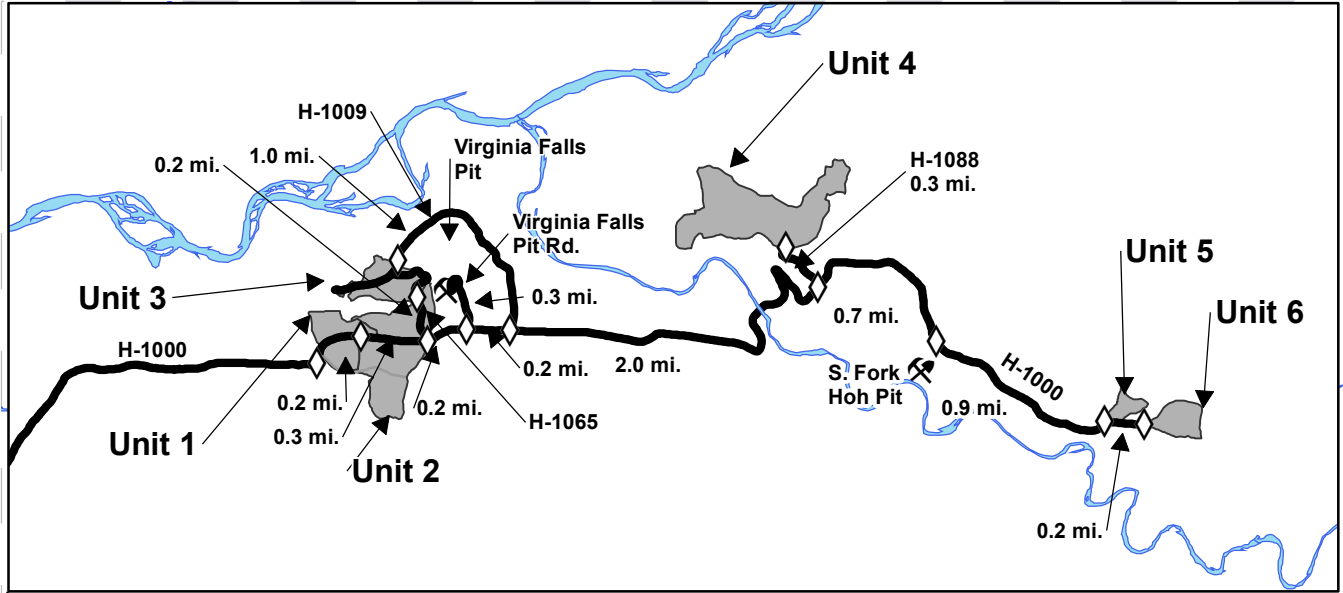 Unit 4
H-1009
Virginia Falls
Pit
1.0 mi.
0.2 mi.
H-1088
0.3 mi.
Virginia Falls
Pit Rd.
Unit 5
Unit 3
0.3 mi.
0.7 mi.
Unit 6
H-1000
0.2 mi.
2.0 mi.
S. Fork
Hoh Pit
H-1000
0.2 mi.
0.2 mi.
0.9 mi.
H-1065
Unit 1
0.3 mi.
Unit 2
0.2 mi.